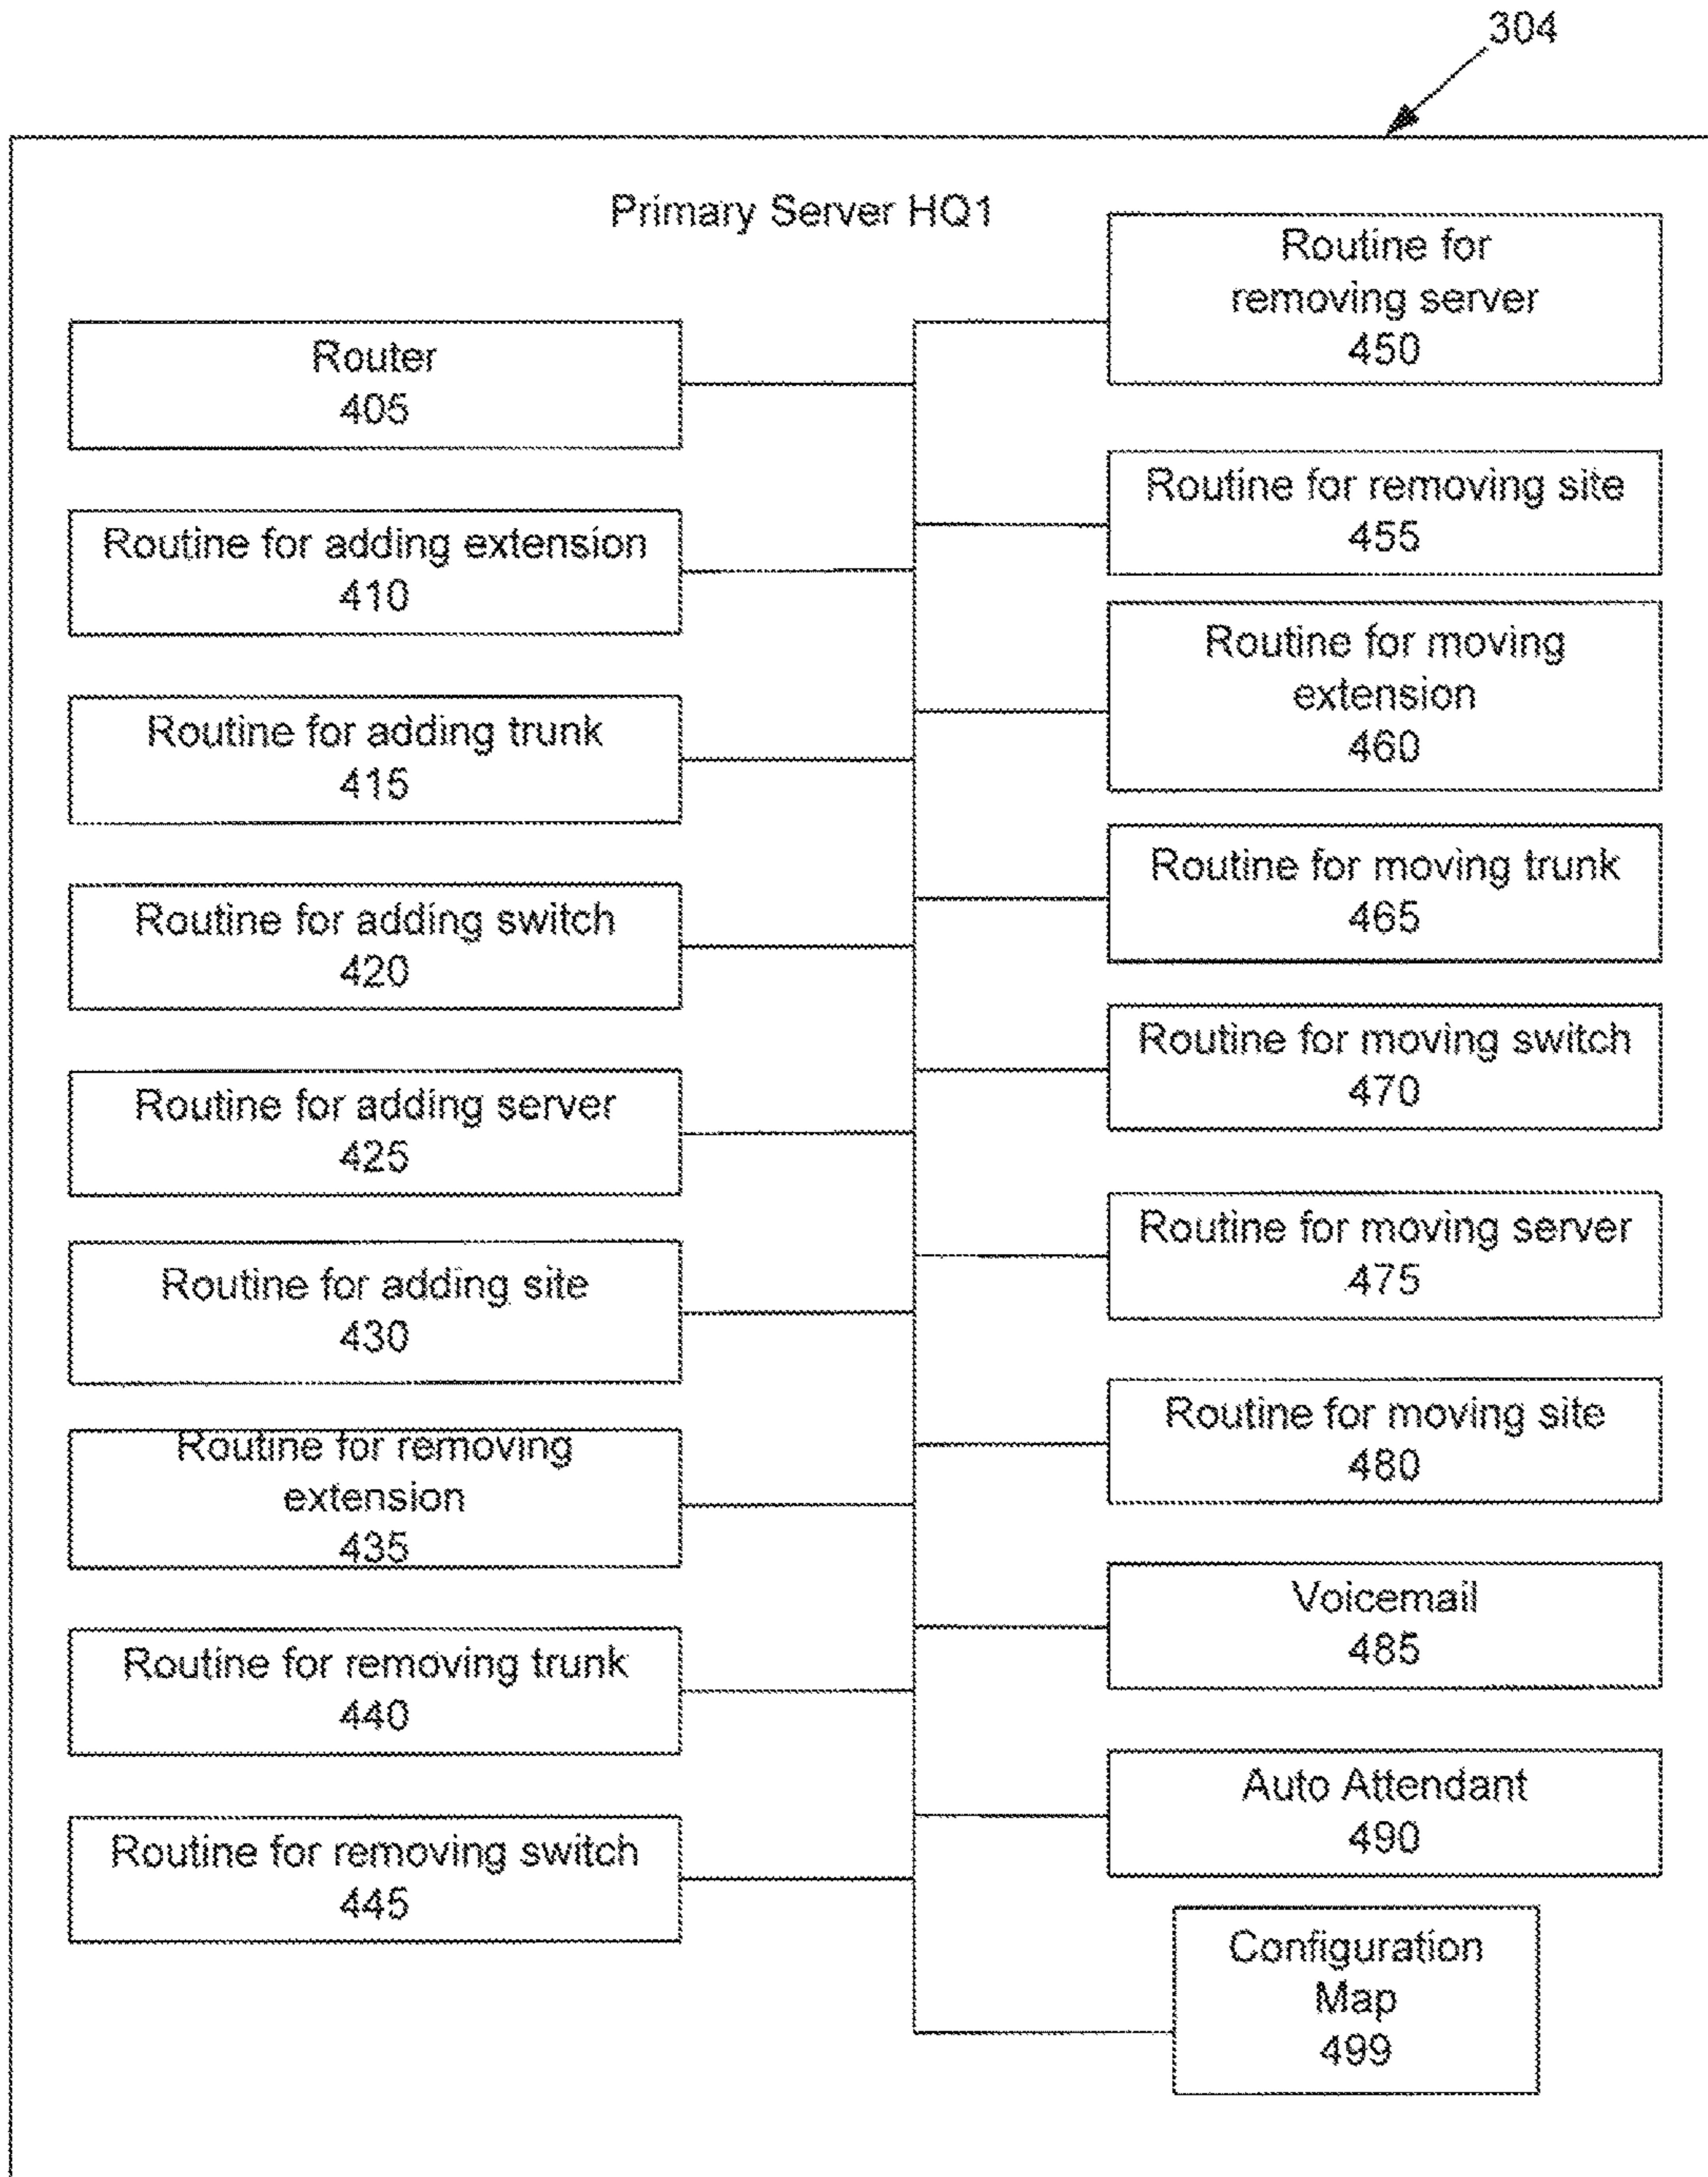 304
Primary Server HQ1
Router
405
Routine for adding extension
410
Routine for adding trunk
415
Routine for adding switch
420
Routine for adding server
425
Routine for adding site
430
Routine for removing
extension
435
Routine for removing trunk
440
Routine for removing switch
445
Routine for
removing server
450
Routine for removing site
455
Routine for moving
extension
460
Routine for moving trunk
465
Routine for moving switch
470
Routine for moving server
475
Routine for moving site
480
Voicemail
485
Auto Attendant
490
Configuration
Map
499